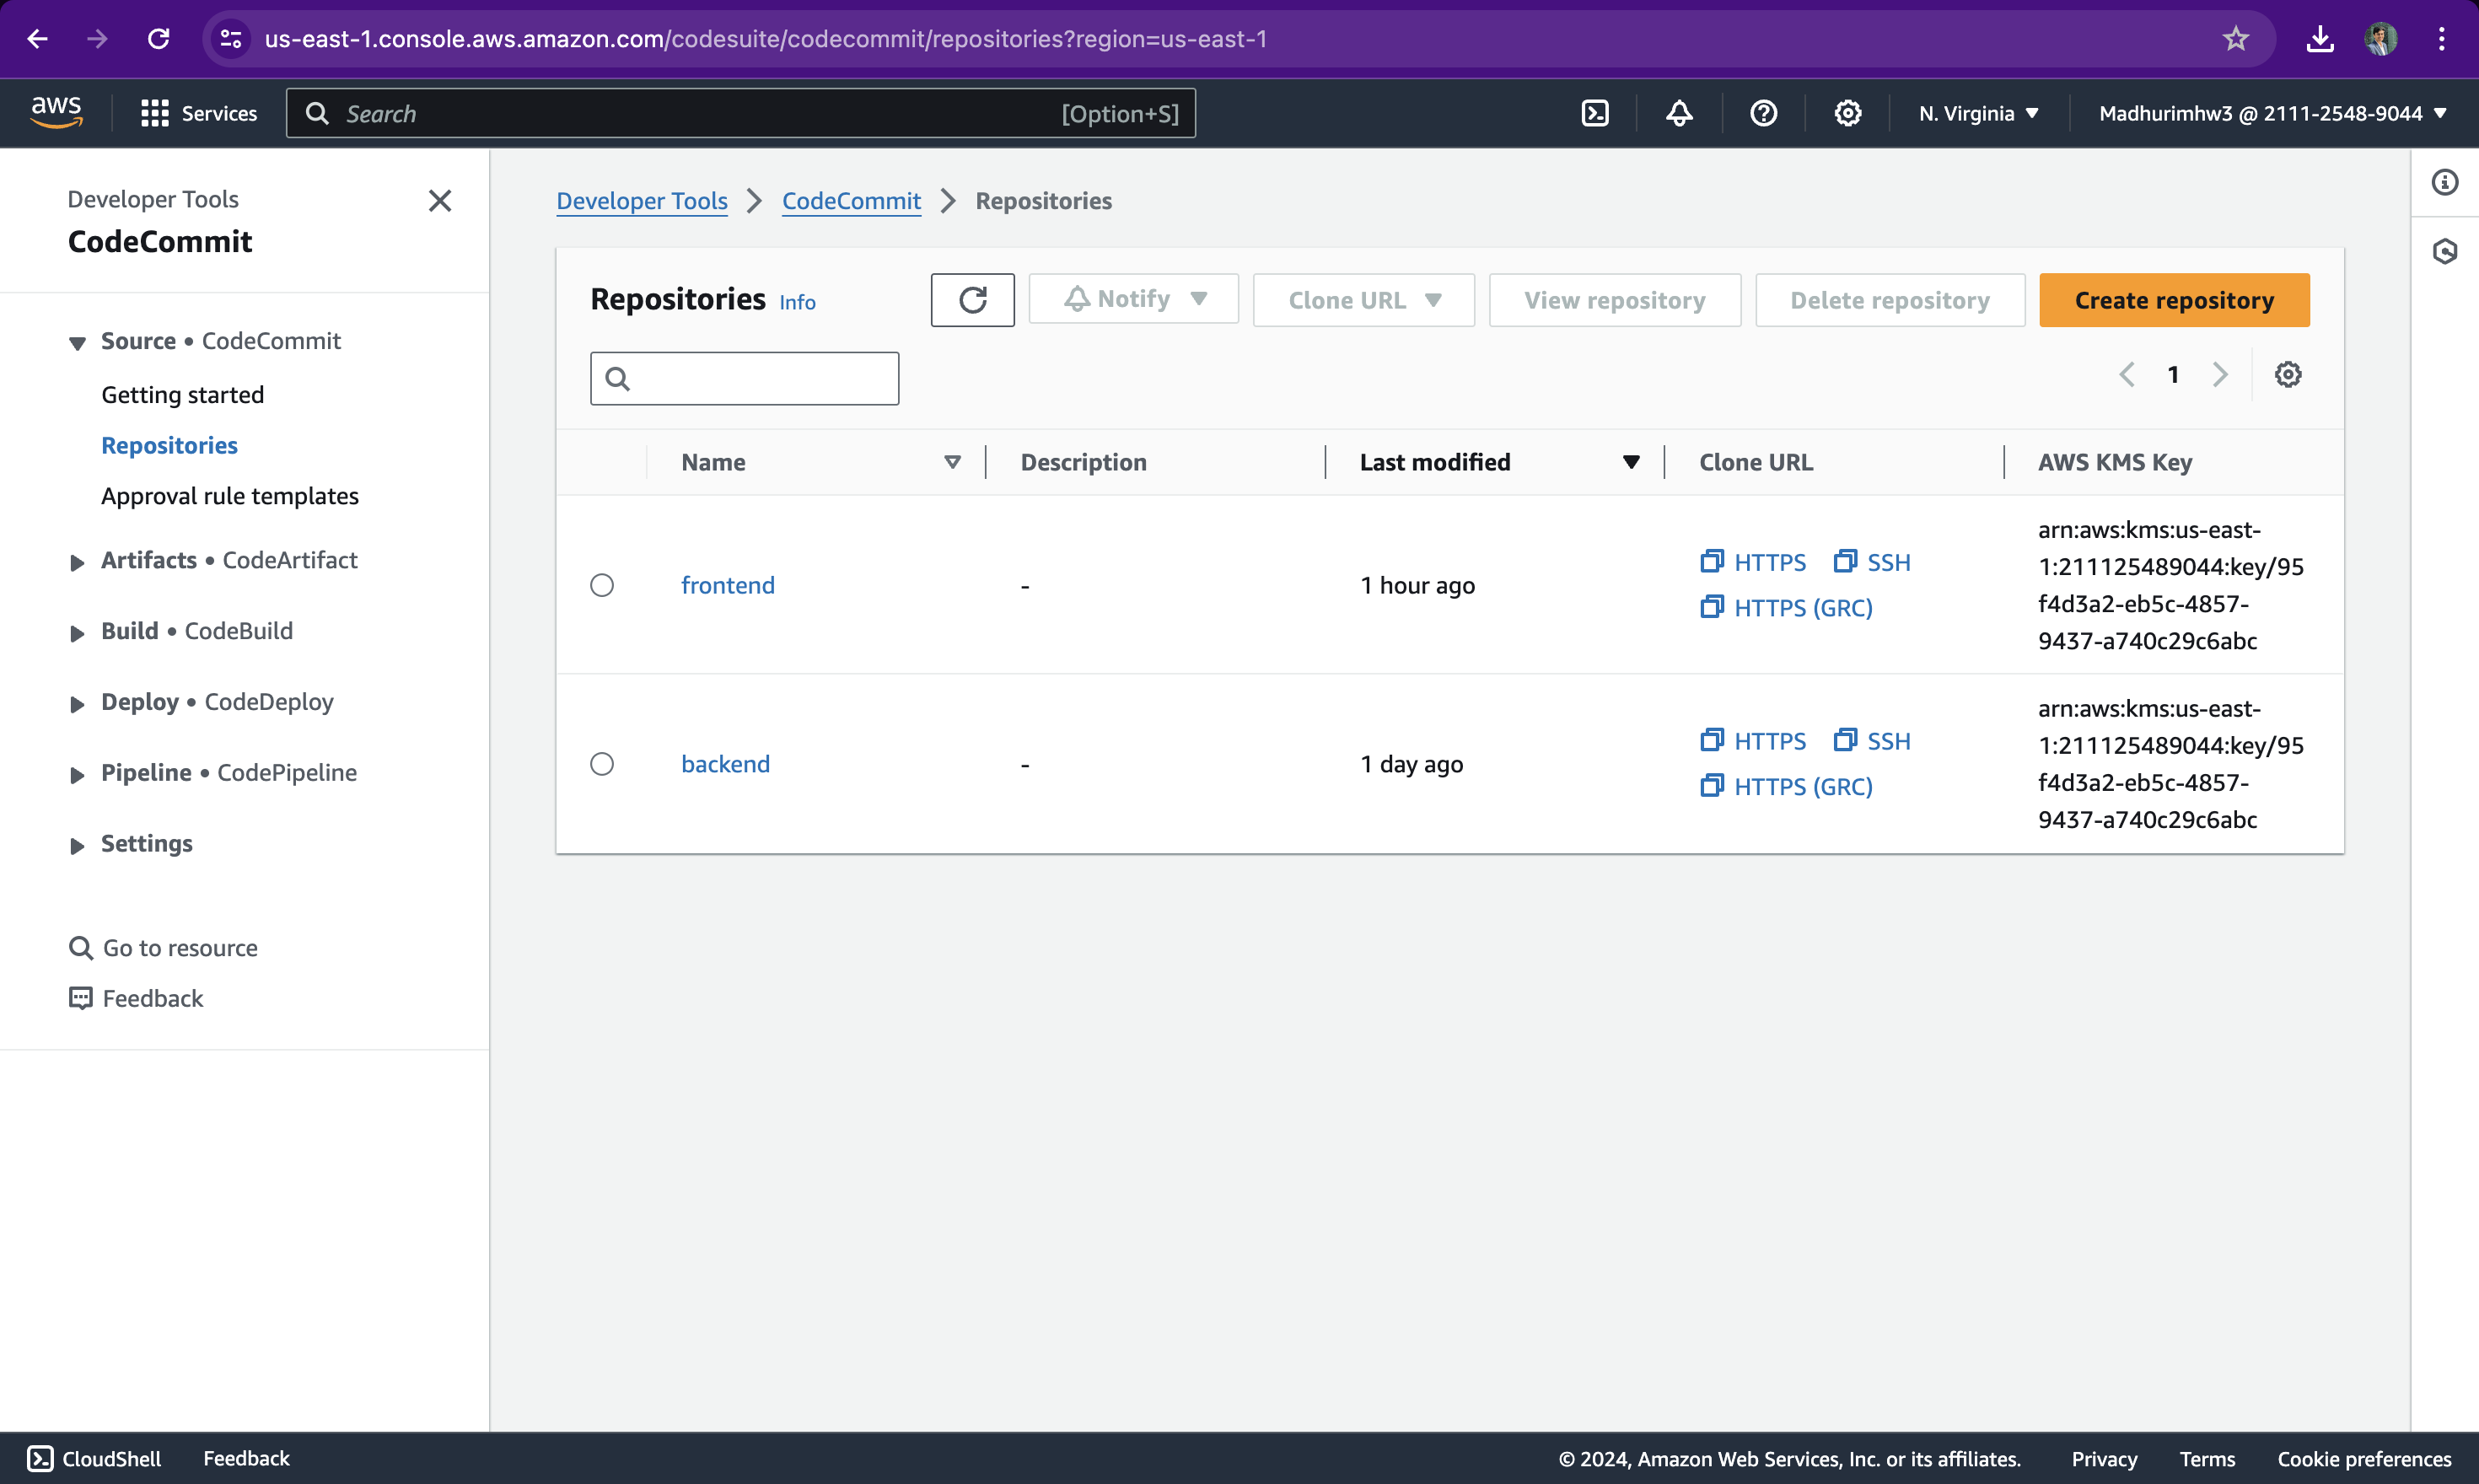 us-east-1.console.aws.amazon.com/codesuite/codecommit/repositories?region=us-east-1
aws
Services
Search
[Option+S]
N. Virginia
Madhurimhw3 @ 2111-2548-9044
Developer Tools
CodeCommit
Source • CodeCommit
Getting started
Repositories
Approval rule templates
Artifacts • CodeArtifact
Build • CodeBuild
Deploy • CodeDeploy
Pipeline • CodePipeline
Settings
Go to resource
Feedback
Developer Tools
CodeCommit
Repositories
Repositories Info
Notify
Clone URL
View repository
Delete repository
Create repository
1
Name
Description
Last modified
Clone URL
AWS KMS Key
frontend
-
1 hour ago
HTTPS SSH
HTTPS (GRC)
arn:aws:kms:us-east-
1:211125489044:key/95
f4d3a2-eb5c-4857-
9437-a740c29c6abc
backend
-
1 day ago
HTTPS SSH
HTTPS (GRC)
arn:aws:kms:us-east-
1:211125489044:key/95
f4d3a2-eb5c-4857-
9437-a740c29c6abc
CloudShell
Feedback
© 2024, Amazon Web Services, Inc. or its affiliates.
Privacy
Terms
Cookie preferences